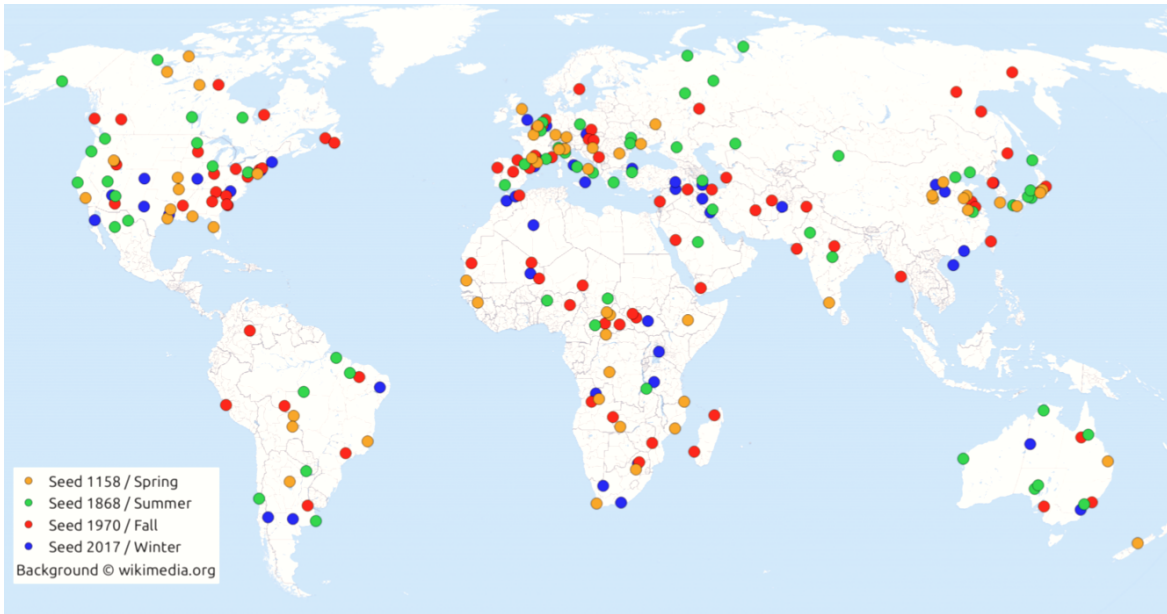 Seed 1158 / Spring
Seed 1868 / Summer
Seed 1970 / Fall
Seed 2017 / Winter
Background © wikimedia.org